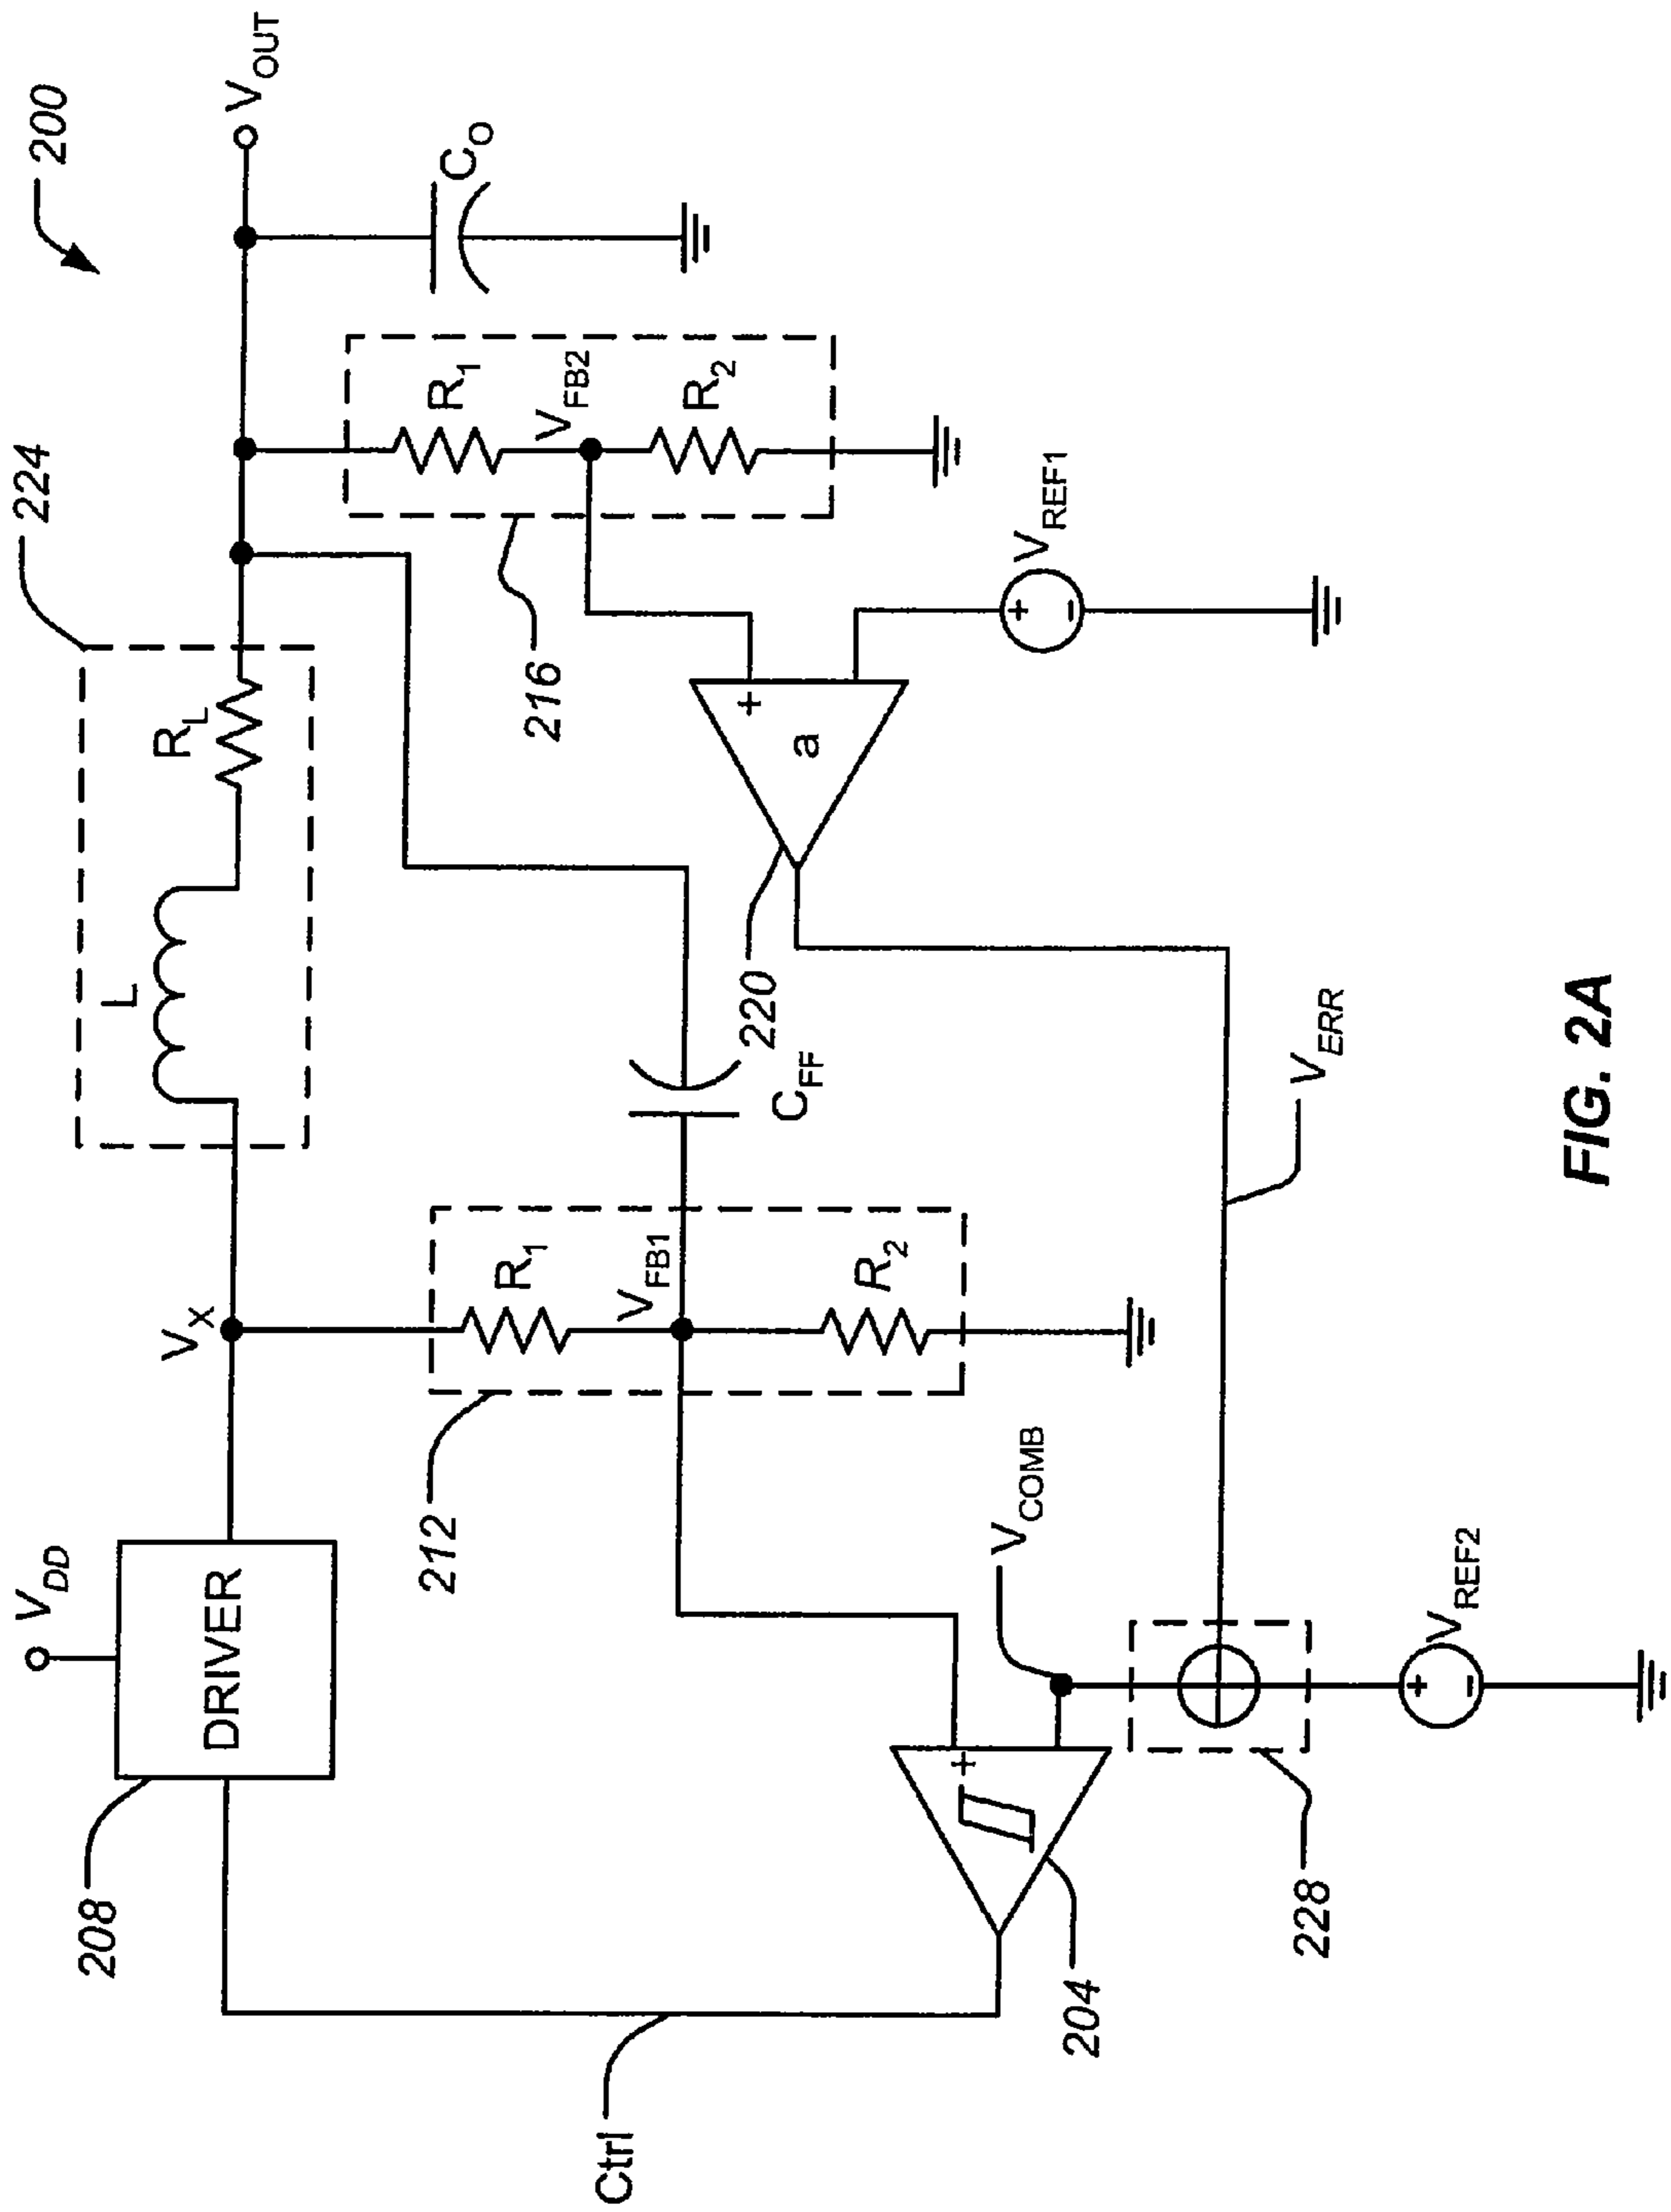 200
224
V_DD
208
DRIVER
V_X
L
R_L
V_OUT
212
R_1
V_FB1
R_2
C_FF
R_1
V_FB2
R_2
C_O
216
Ctrl
204
+
V_COMB
220
+
a
V_REF1
+
-
228
V_REF2
+
-
V_ERR
FIG. 2A